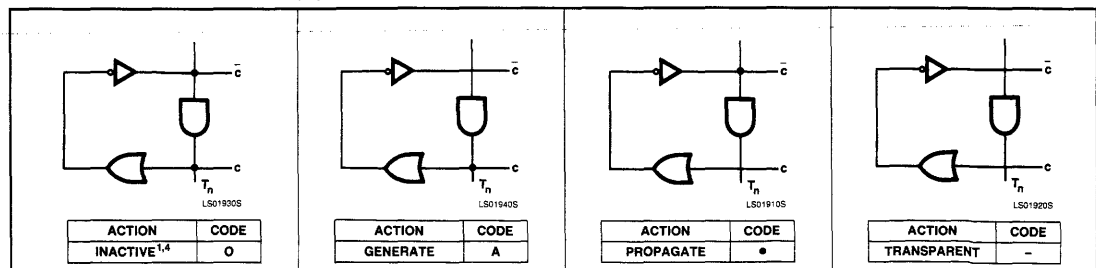 c̄
c
Tn
LS01930S
ACTION CODE
INACTIVE1,4 O
c̄
c
Tn
LS01940S
ACTION CODE
GENERATE A
c̄
c
Tn
LS01910S
ACTION CODE
PROPAGATE •
c̄
c
Tn
LS01920S
ACTION CODE
TRANSPARENT –